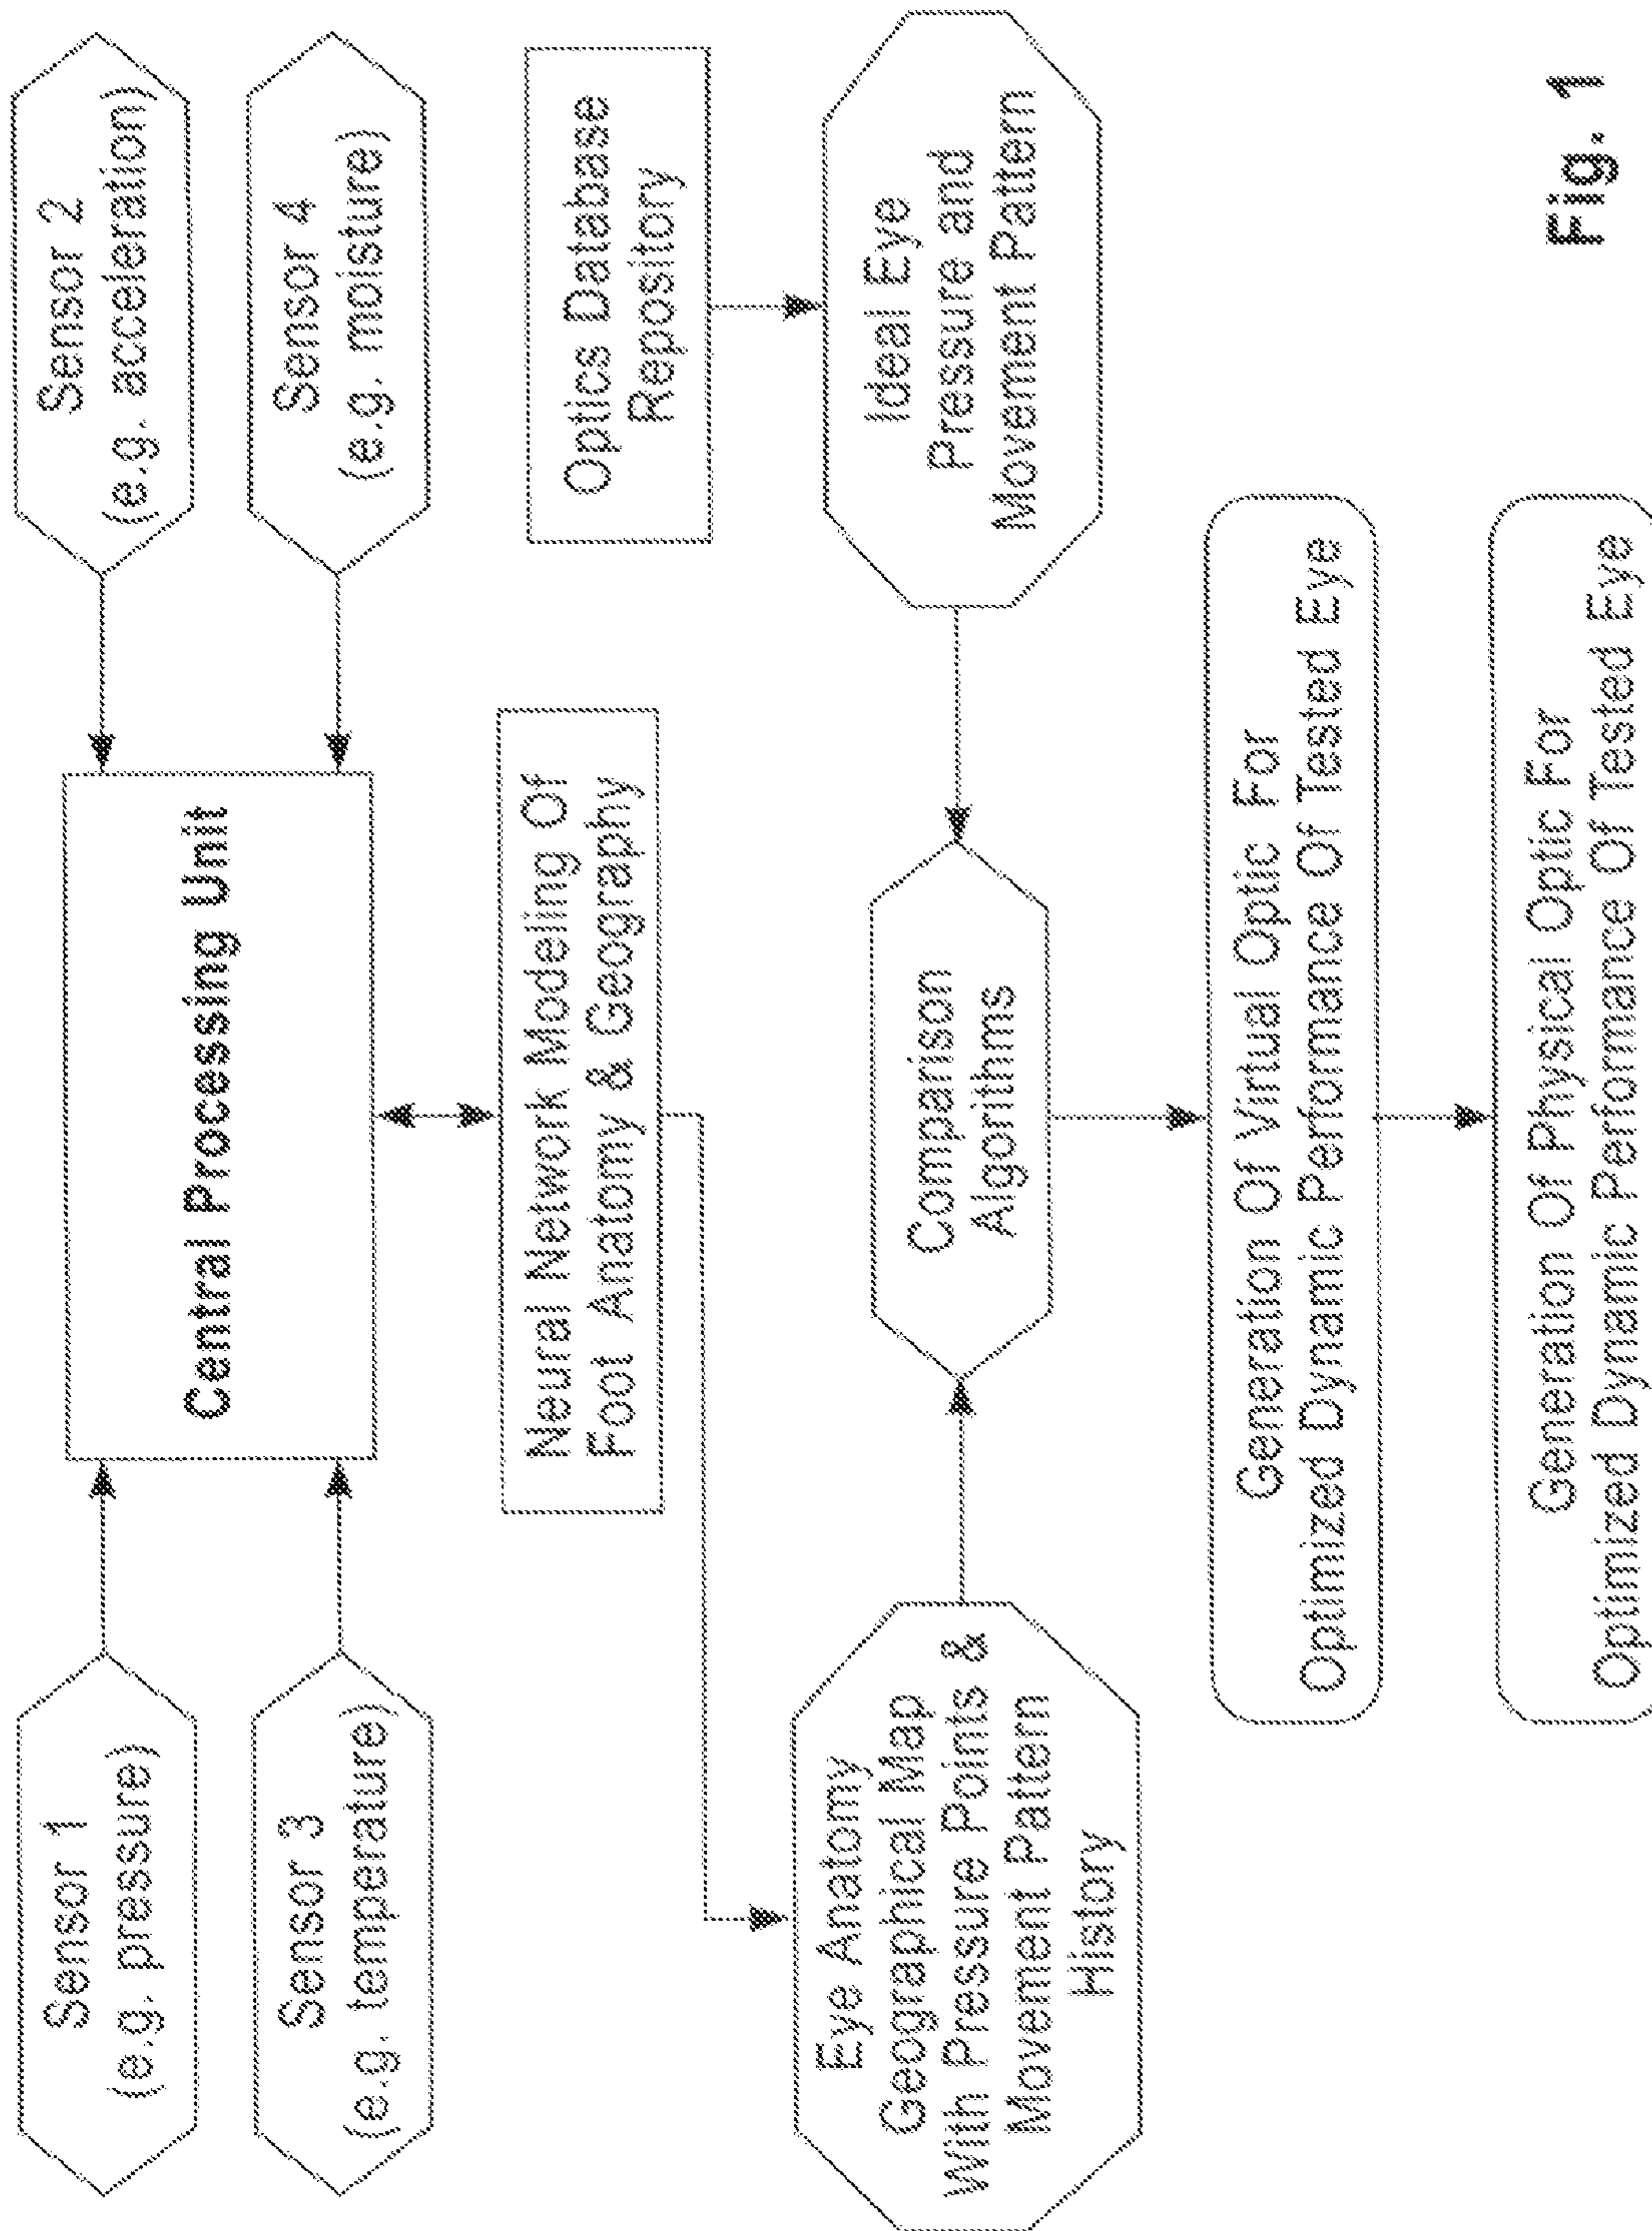 Sensor 1
(e.g. pressure)
Central Processing Unit
Sensor 2
(e.g. acceleration)
Sensor 3
(e.g. temperature)
Sensor 4
(e.g. moisture)
Neural Network Modeling Of
Foot Anatomy & Geography
Optics Database
Repository
Eye Anatomy
Geographical Map
With Pressure Points &
Movement Pattern
History
Comparison
Algorithms
Ideal Eye
Pressure and
Movement Pattern
Generation Of Virtual Optic For
Optimized Dynamic Performance Of Tested Eye
Generation Of Physical Optic For
Optimized Dynamic Performance Of Tested Eye
Fig. 1